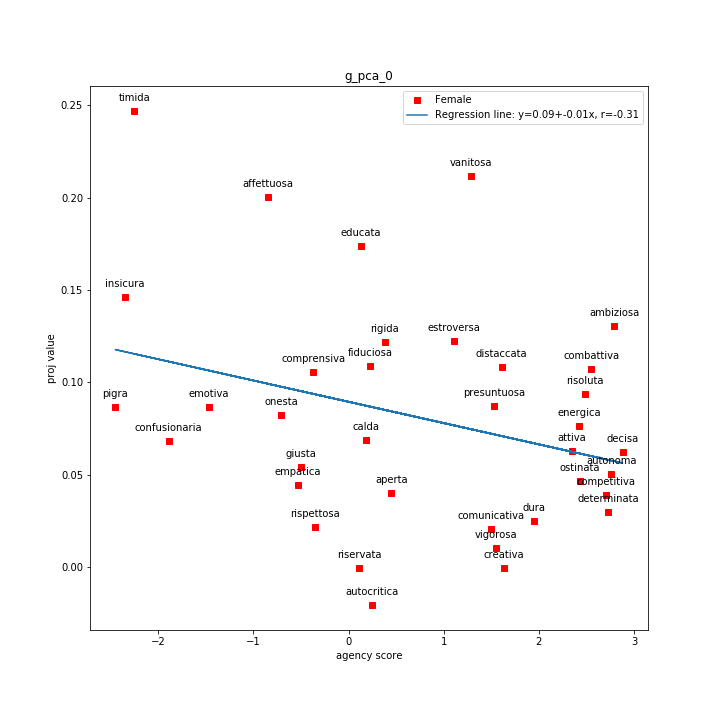 g_pca_0
Female
Regression line: y=0.09+-0.01x, r=-0.31
timida
vanitosa
affettuosa
educata
insicura
ambiziosa
rigida
estroversa
comprensiva
fiduciosa
distaccata
combattiva
risoluta
pigra
emotiva
presuntuosa
onesta
energica
confusionaria
calda
attiva
decisa
giusta
autonoma
empatica
ostinata
aperta
competitiva
determinata
rispettosa
comunicativa
dura
vigorosa
riservata
creativa
autocritica
0.25
0.20
0.15
0.10
0.05
0.00
proj value
−2
−1
0
1
2
3
agency score